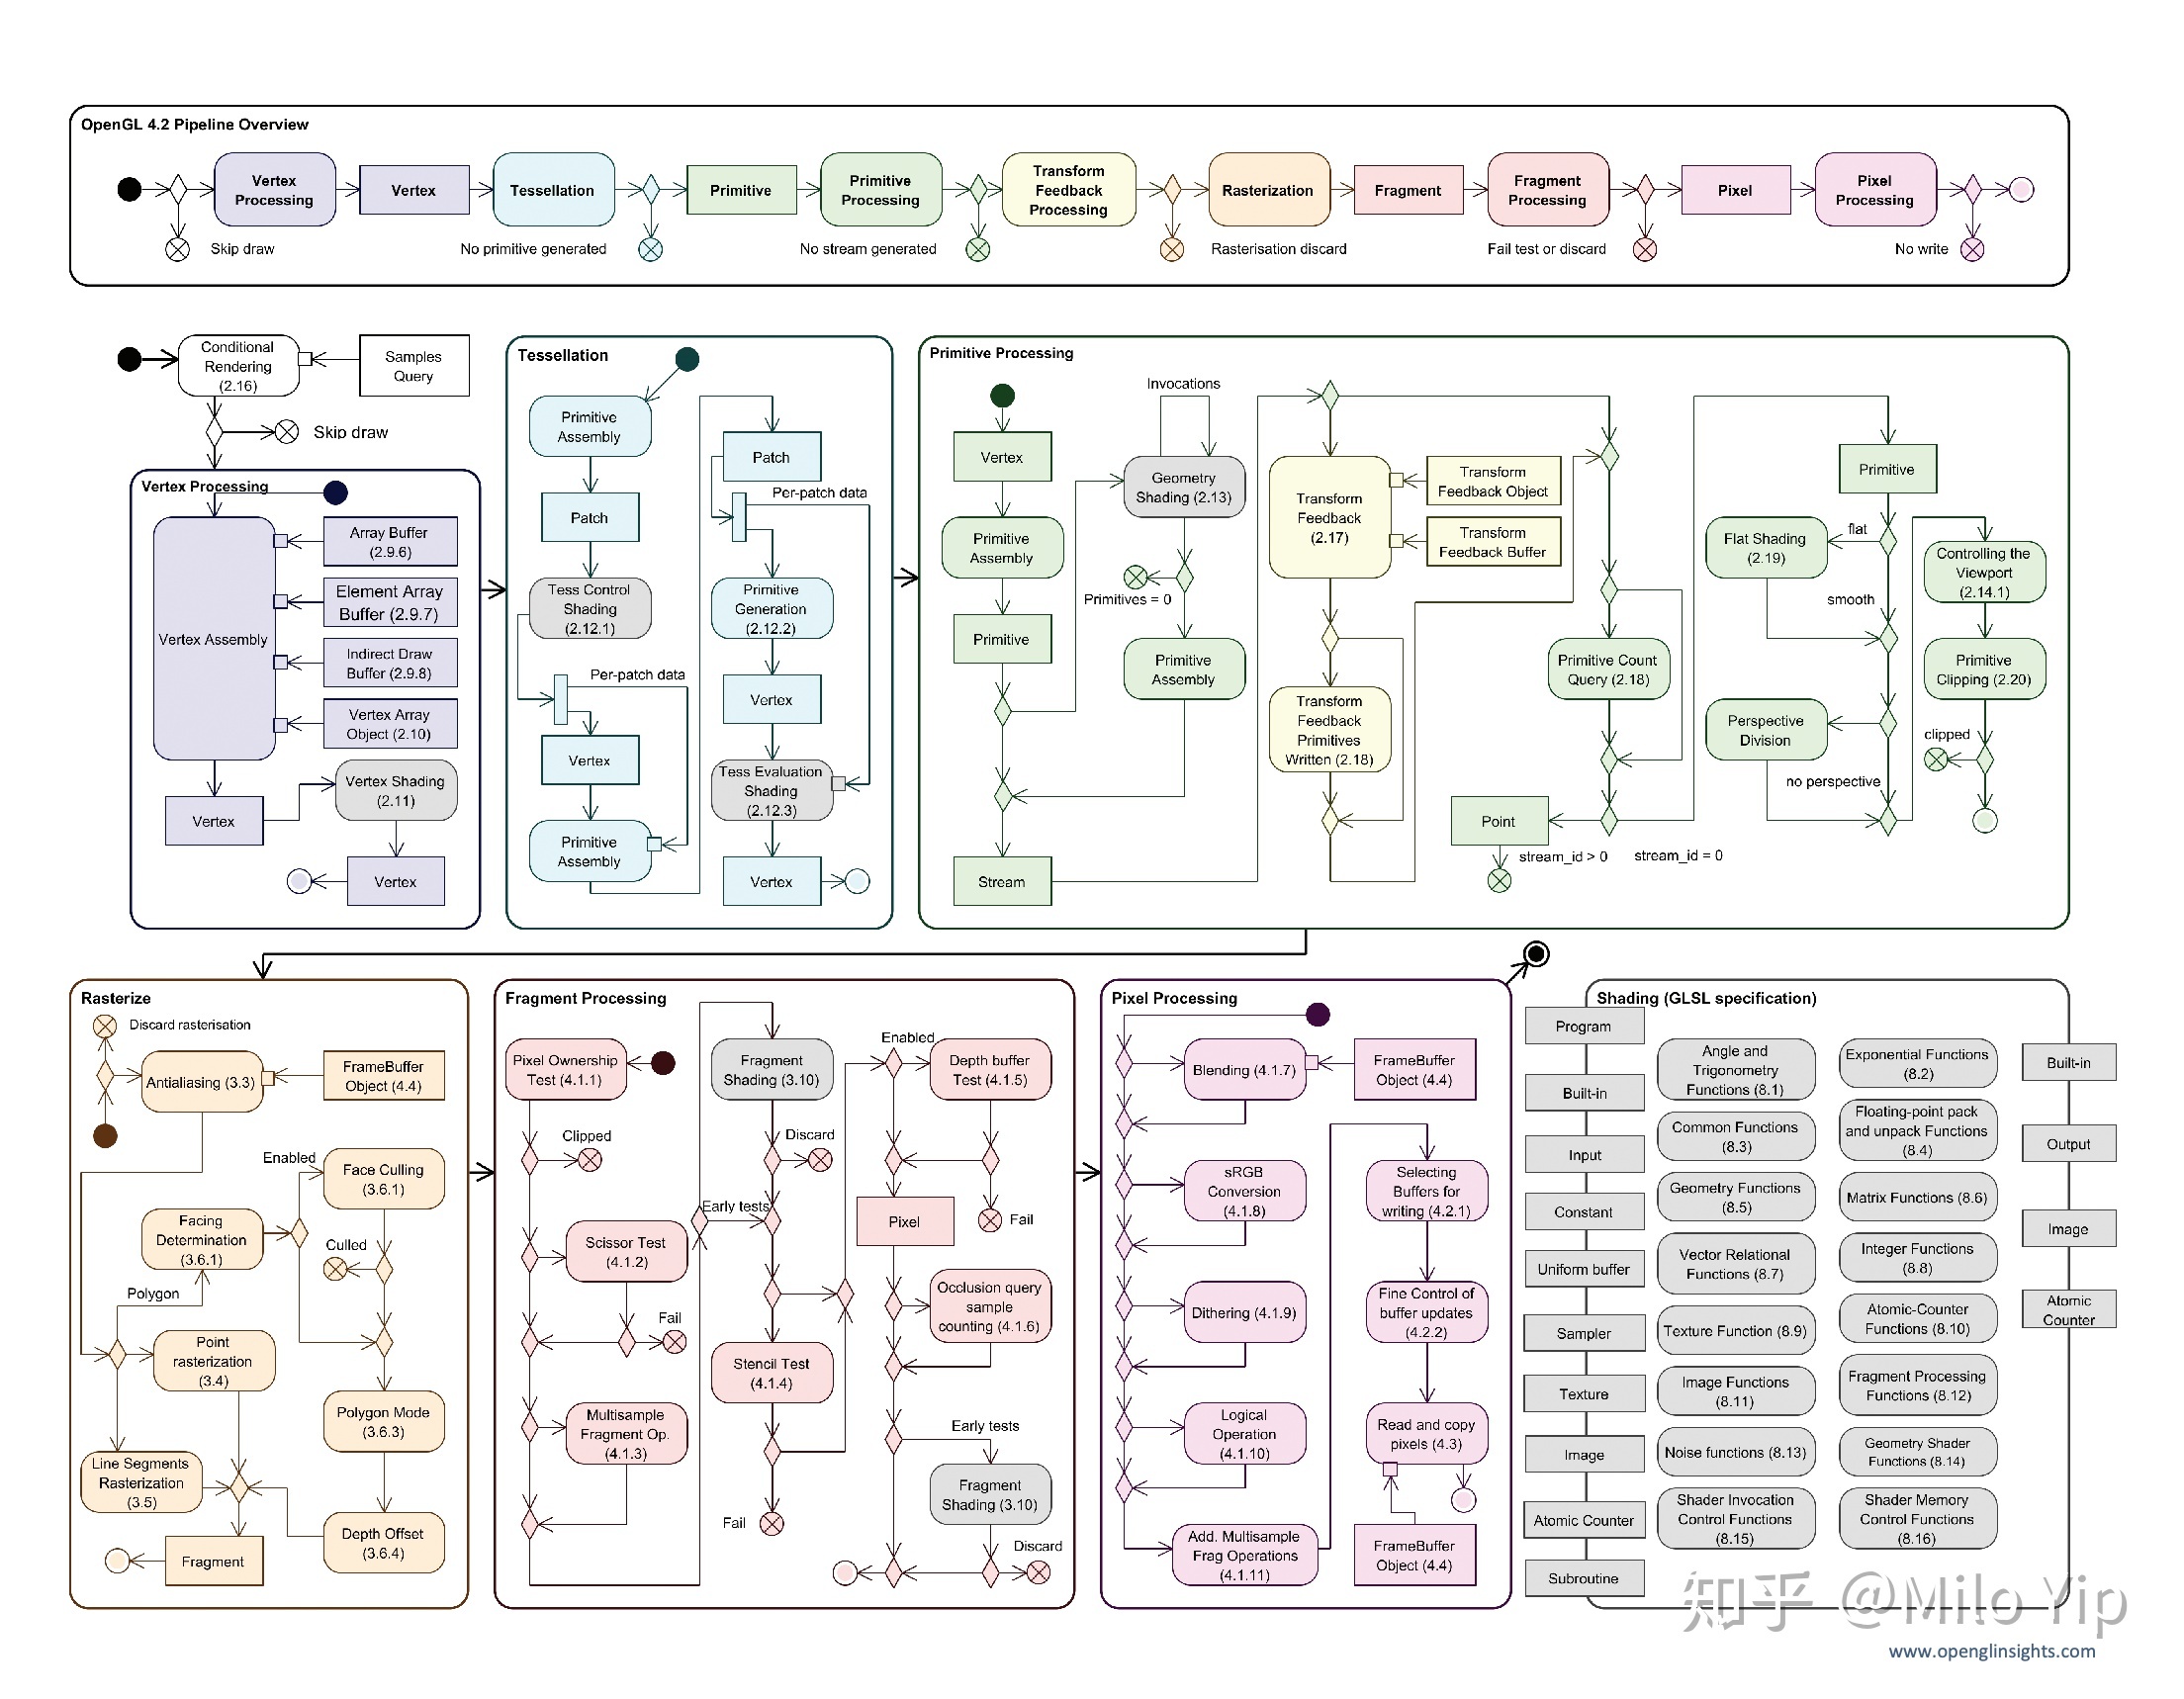 OpenGL 4.2 Pipeline Overview
Vertex
Processing
Vertex
Tessellation
Primitive
Primitive
Processing
Transform
Feedback
Processing
Rasterization
Fragment
Fragment
Processing
Pixel
Pixel
Processing
Skip draw
No primitive generated
No stream generated
Rasterisation discard
Fail test or discard
No write
Conditional
Rendering
(2.16)
Samples
Query
Skip draw
Vertex Processing
Vertex Assembly
Array Buffer
(2.9.6)
Element Array
Buffer (2.9.7)
Indirect Draw
Buffer (2.9.8)
Vertex Array
Object (2.10)
Vertex Shading
(2.11)
Vertex
Vertex
Tessellation
Primitive
Assembly
Patch
Tess Control
Shading
(2.12.1)
Per-patch data
Vertex
Primitive
Assembly
Patch
Per-patch data
Primitive
Generation
(2.12.2)
Vertex
Tess Evaluation
Shading
(2.12.3)
Vertex
Primitive Processing
Vertex
Primitive
Assembly
Primitive
Stream
Invocations
Geometry
Shading (2.13)
Primitives = 0
Primitive
Assembly
Transform
Feedback
(2.17)
Transform
Feedback Object
Transform
Feedback Buffer
Transform
Feedback
Primitives
Written (2.18)
Primitive Count
Query (2.18)
Point
stream_id > 0
stream_id = 0
Primitive
flat
Flat Shading
(2.19)
smooth
Perspective
Division
no perspective
Controlling the
Viewport
(2.14.1)
Primitive
Clipping (2.20)
clipped
Rasterize
Discard rasterisation
Antialiasing (3.3)
FrameBuffer
Object (4.4)
Enabled
Face Culling
(3.6.1)
Facing
Determination
(3.6.1)
Culled
Polygon
Point
rasterization
(3.4)
Polygon Mode
(3.6.3)
Line Segments
Rasterization
(3.5)
Depth Offset
(3.6.4)
Fragment
Fragment Processing
Pixel Ownership
Test (4.1.1)
Clipped
Scissor Test
(4.1.2)
Fail
Multisample
Fragment Op.
(4.1.3)
Fragment
Shading (3.10)
Discard
Early tests
Stencil Test
(4.1.4)
Fail
Enabled
Depth buffer
Test (4.1.5)
Fail
Pixel
Occlusion query
sample
counting (4.1.6)
Early tests
Fragment
Shading (3.10)
Discard
Pixel Processing
Blending (4.1.7)
FrameBuffer
Object (4.4)
sRGB
Conversion
(4.1.8)
Dithering (4.1.9)
Logical
Operation
(4.1.10)
Add. Multisample
Frag Operations
(4.1.11)
Selecting
Buffers for
writing (4.2.1)
Fine Control of
buffer updates
(4.2.2)
Read and copy
pixels (4.3)
FrameBuffer
Object (4.4)
Shading (GLSL specification)
Program
Built-in
Input
Constant
Uniform buffer
Sampler
Texture
Image
Atomic Counter
Subroutine
Angle and
Trigonometry
Functions (8.1)
Exponential Functions
(8.2)
Common Functions
(8.3)
Floating-point pack
and unpack Functions
(8.4)
Geometry Functions
(8.5)
Matrix Functions (8.6)
Vector Relational
Functions (8.7)
Integer Functions
(8.8)
Texture Function (8.9)
Atomic-Counter
Functions (8.10)
Image Functions
(8.11)
Fragment Processing
Functions (8.12)
Noise functions (8.13)
Geometry Shader
Functions (8.14)
Shader Invocation
Control Functions
(8.15)
Shader Memory
Control Functions
(8.16)
Built-in
Output
Image
Atomic
Counter
知乎 @Milo Yip
www.openglinsights.com